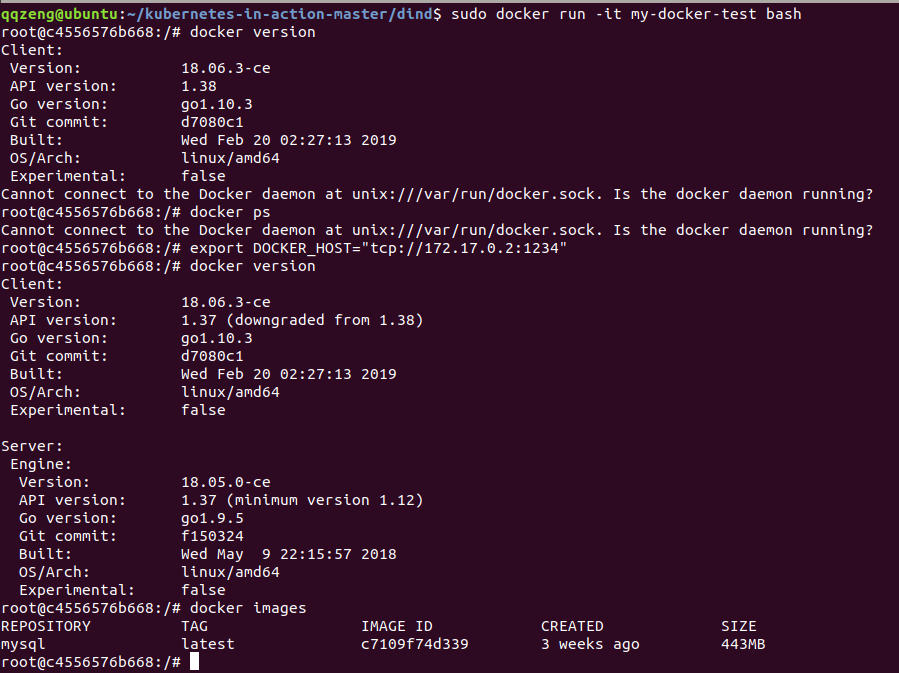 qqzeng@ubuntu:~/kubernetes-in-action-master/dind$ sudo docker run -it my-docker-test bash
root@c4556576b668:/# docker version
Client:
 Version:           18.06.3-ce
 API version:       1.38
 Go version:        go1.10.3
 Git commit:        d7080c1
 Built:             Wed Feb 20 02:27:13 2019
 OS/Arch:           linux/amd64
 Experimental:      false
Cannot connect to the Docker daemon at unix:///var/run/docker.sock. Is the docker daemon running?
root@c4556576b668:/# docker ps
Cannot connect to the Docker daemon at unix:///var/run/docker.sock. Is the docker daemon running?
root@c4556576b668:/# export DOCKER_HOST="tcp://172.17.0.2:1234"
root@c4556576b668:/# docker version
Client:
 Version:           18.06.3-ce
 API version:       1.37 (downgraded from 1.38)
 Go version:        go1.10.3
 Git commit:        d7080c1
 Built:             Wed Feb 20 02:27:13 2019
 OS/Arch:           linux/amd64
 Experimental:      false

Server:
 Engine:
  Version:          18.05.0-ce
  API version:      1.37 (minimum version 1.12)
  Go version:       go1.9.5
  Git commit:       f150324
  Built:            Wed May  9 22:15:57 2018
  OS/Arch:          linux/amd64
  Experimental:     false
root@c4556576b668:/# docker images
REPOSITORY          TAG                 IMAGE ID            CREATED             SIZE
mysql               latest              c7109f74d339        3 weeks ago         443MB
root@c4556576b668:/#